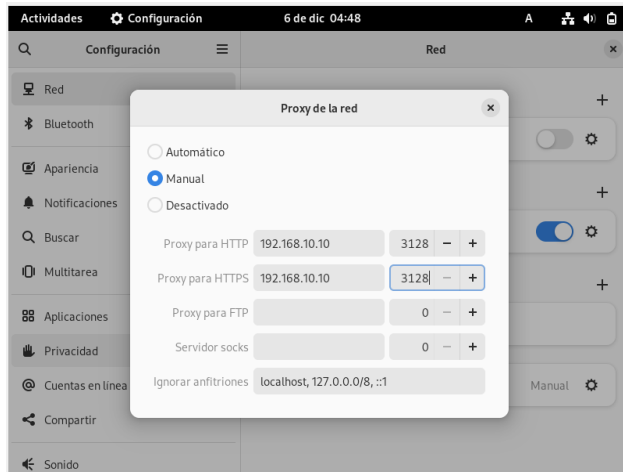 Actividades Configuración 6 de dic 04:48 A
Configuración Red
Red
Bluetooth
Apariencia
Notificaciones
Buscar
Multitarea
Aplicaciones
Privacidad
Cuentas en línea
Compartir
Sonido
Manual
Proxy de la red
Automático
Manual
Desactivado
Proxy para HTTP 192.168.10.10 3128 − +
Proxy para HTTPS 192.168.10.10 3128 − +
Proxy para FTP 0 − +
Servidor socks 0 − +
Ignorar anfitriones localhost, 127.0.0.0/8, ::1